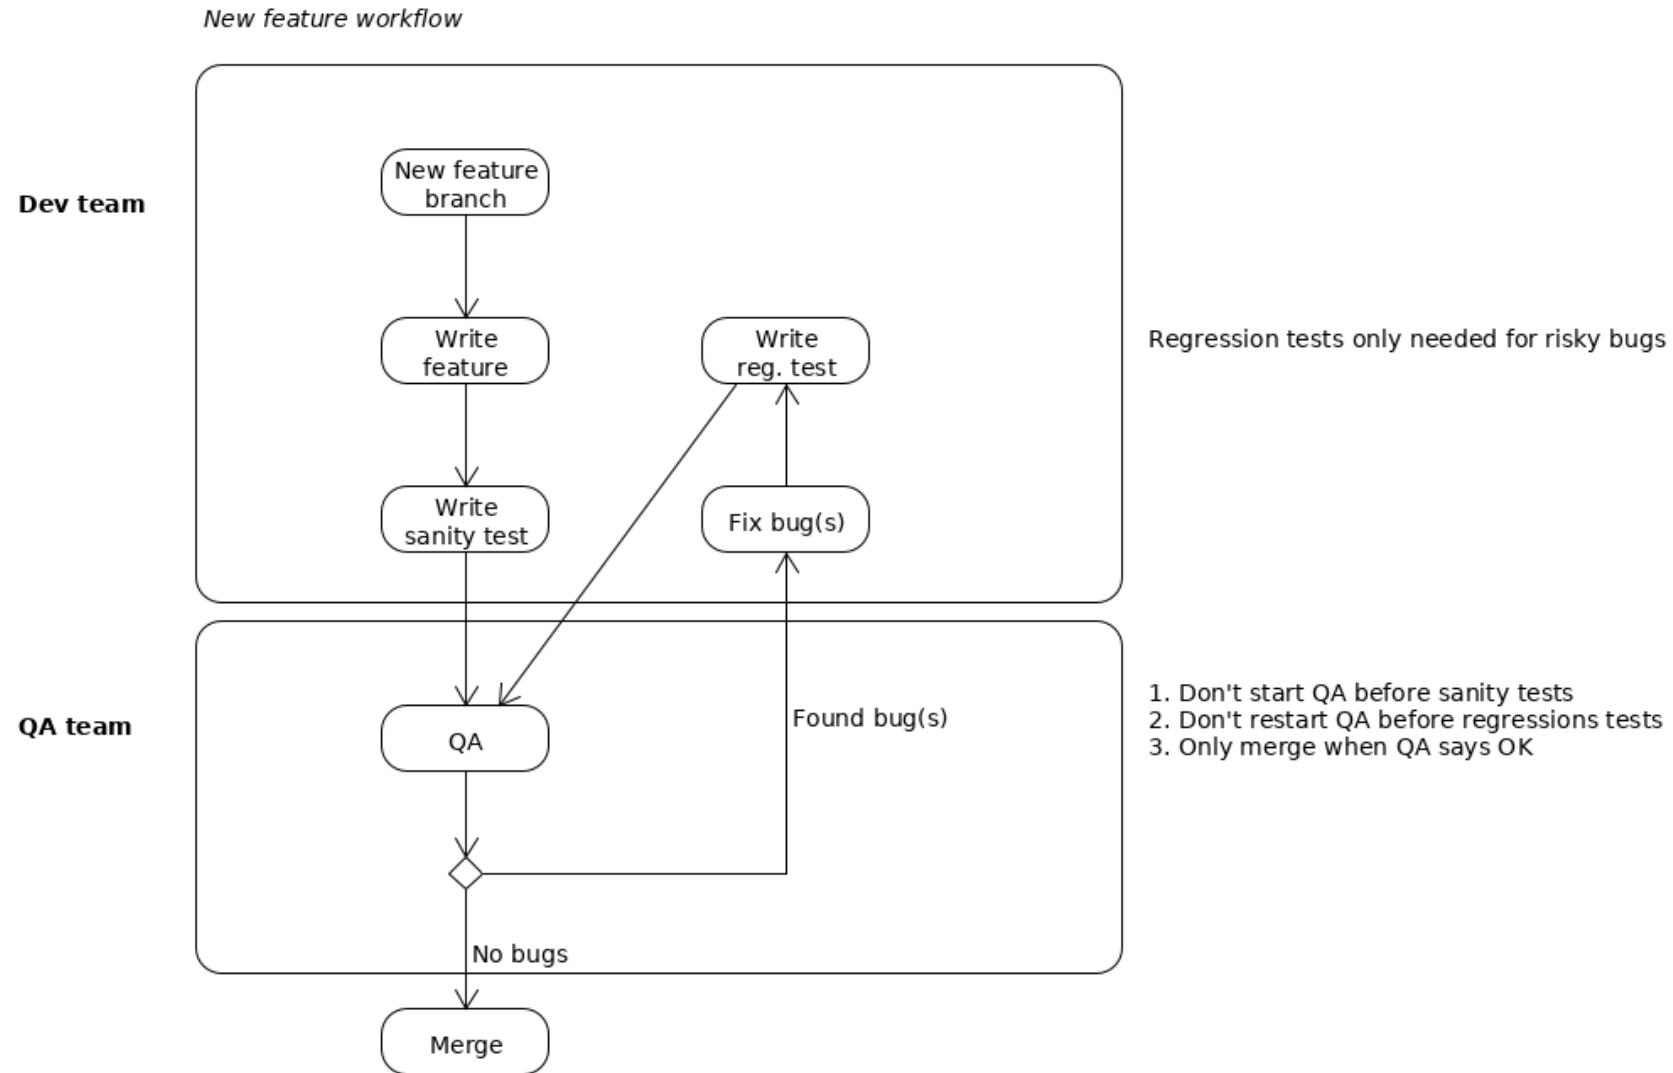 New feature workflow
Dev team
New feature
branch
Write
feature
Write
reg. test
Regression tests only needed for risky bugs
Write
sanity test
Fix bug(s)
QA team
QA
Found bug(s)
1. Don't start QA before sanity tests
2. Don't restart QA before regressions tests
3. Only merge when QA says OK
No bugs
Merge